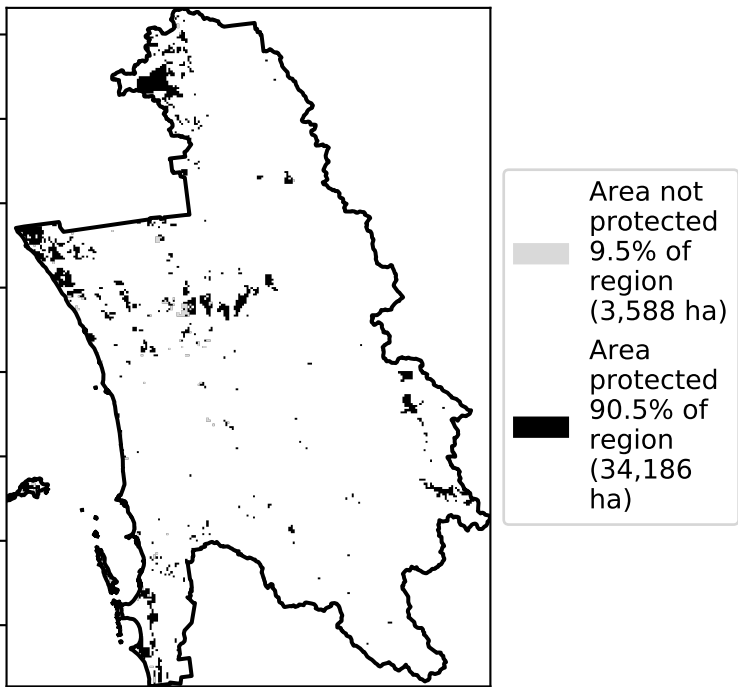 Area not
protected
9.5% of
region
(3,588 ha)
Area
protected
90.5% of
region
(34,186
ha)